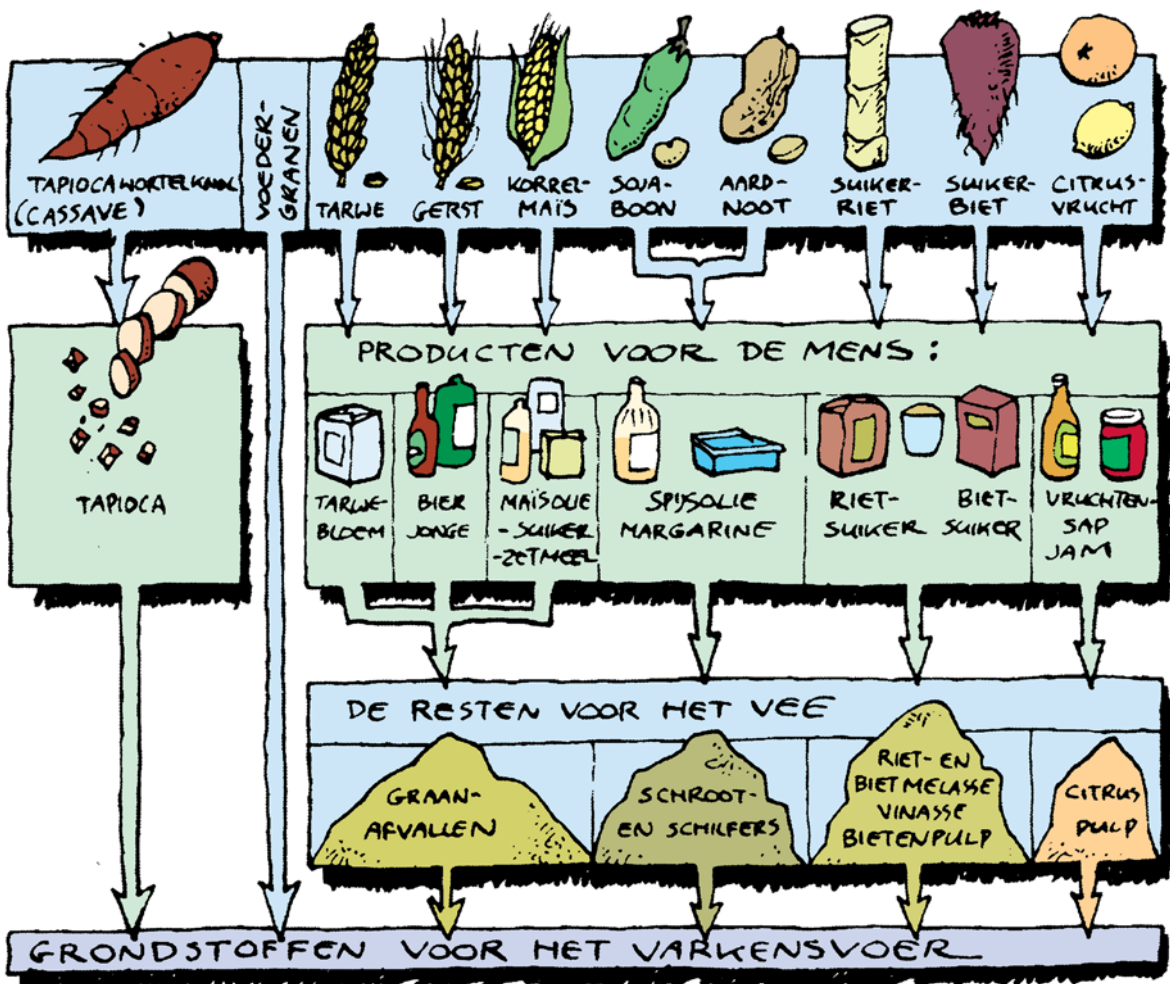 TAPIOCAWORTELKNOL
(CASSAVE)
VOEDER-
GRANEN
TARWE
GERST
KORREL-
MAÏS
SOJA-
BOON
AARD-
NOOT
SUIKER-
RIET
SUIKER-
BIET
CITRUS-
VRUCHT
PRODUCTEN VOOR DE MENS:
TAPIOCA
TARWE-
BLOEM
BIER
JONGE
MAÏSOLIE
-SUIKER
-ZETMEEL
SPIJSOLIE
MARGARINE
RIET-
SUIKER
BIET-
SUIKER
VRUCHTEN-
SAP
JAM
DE RESTEN VOOR HET VEE
GRAAN-
AFVALLEN
SCHROOT-
EN SCHILFERS
RIET- EN
BIETMELASSE
VINASSE
BIETENPULP
CITRUS
PULP
GRONDSTOFFEN VOOR HET VARKENSVOER